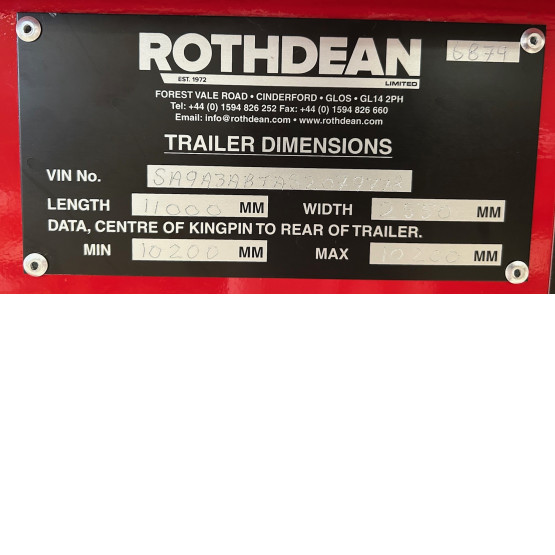 ROTHDEAN 6879
EST. 1972 LIMITED
FOREST VALE ROAD • CINDERFORD • GLOS • GL14 2PH
Tel: +44 (0) 1594 826 252 Fax: +44 (0) 1594 826 660
Email: info@rothdean.com • www.rothdean.com
TRAILER DIMENSIONS
VIN No.
LENGTH 11000 MM WIDTH MM
DATA, CENTRE OF KINGPIN TO REAR OF TRAILER.
MIN 10200 MM MAX 10200 MM